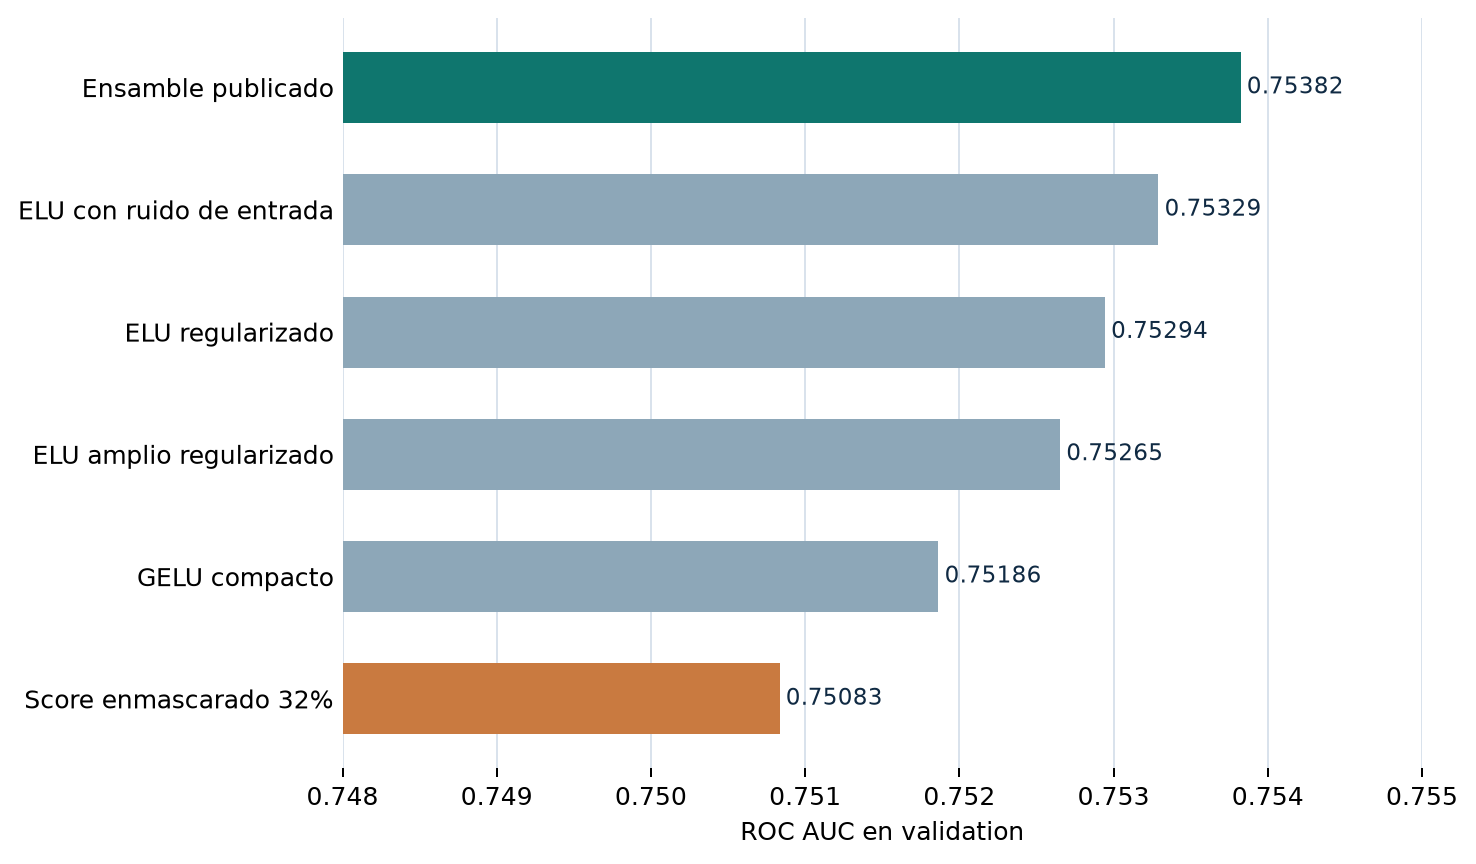 Ensamble publicado
0.75382
ELU con ruido de entrada
0.75329
ELU regularizado
0.75294
ELU amplio regularizado
0.75265
GELU compacto
0.75186
Score enmascarado 32%
0.75083
0.748 0.749 0.750 0.751 0.752 0.753 0.754 0.755
ROC AUC en validation